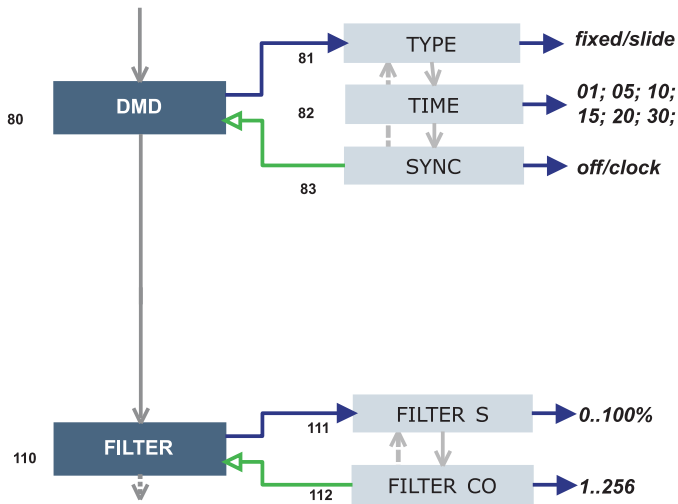 81
TYPE
fixed/slide
80
DMD
82
TIME
01; 05; 10;
15; 20; 30;
83
SYNC
off/clock
110
FILTER
111
FILTER S
0..100%
112
FILTER CO
1..256